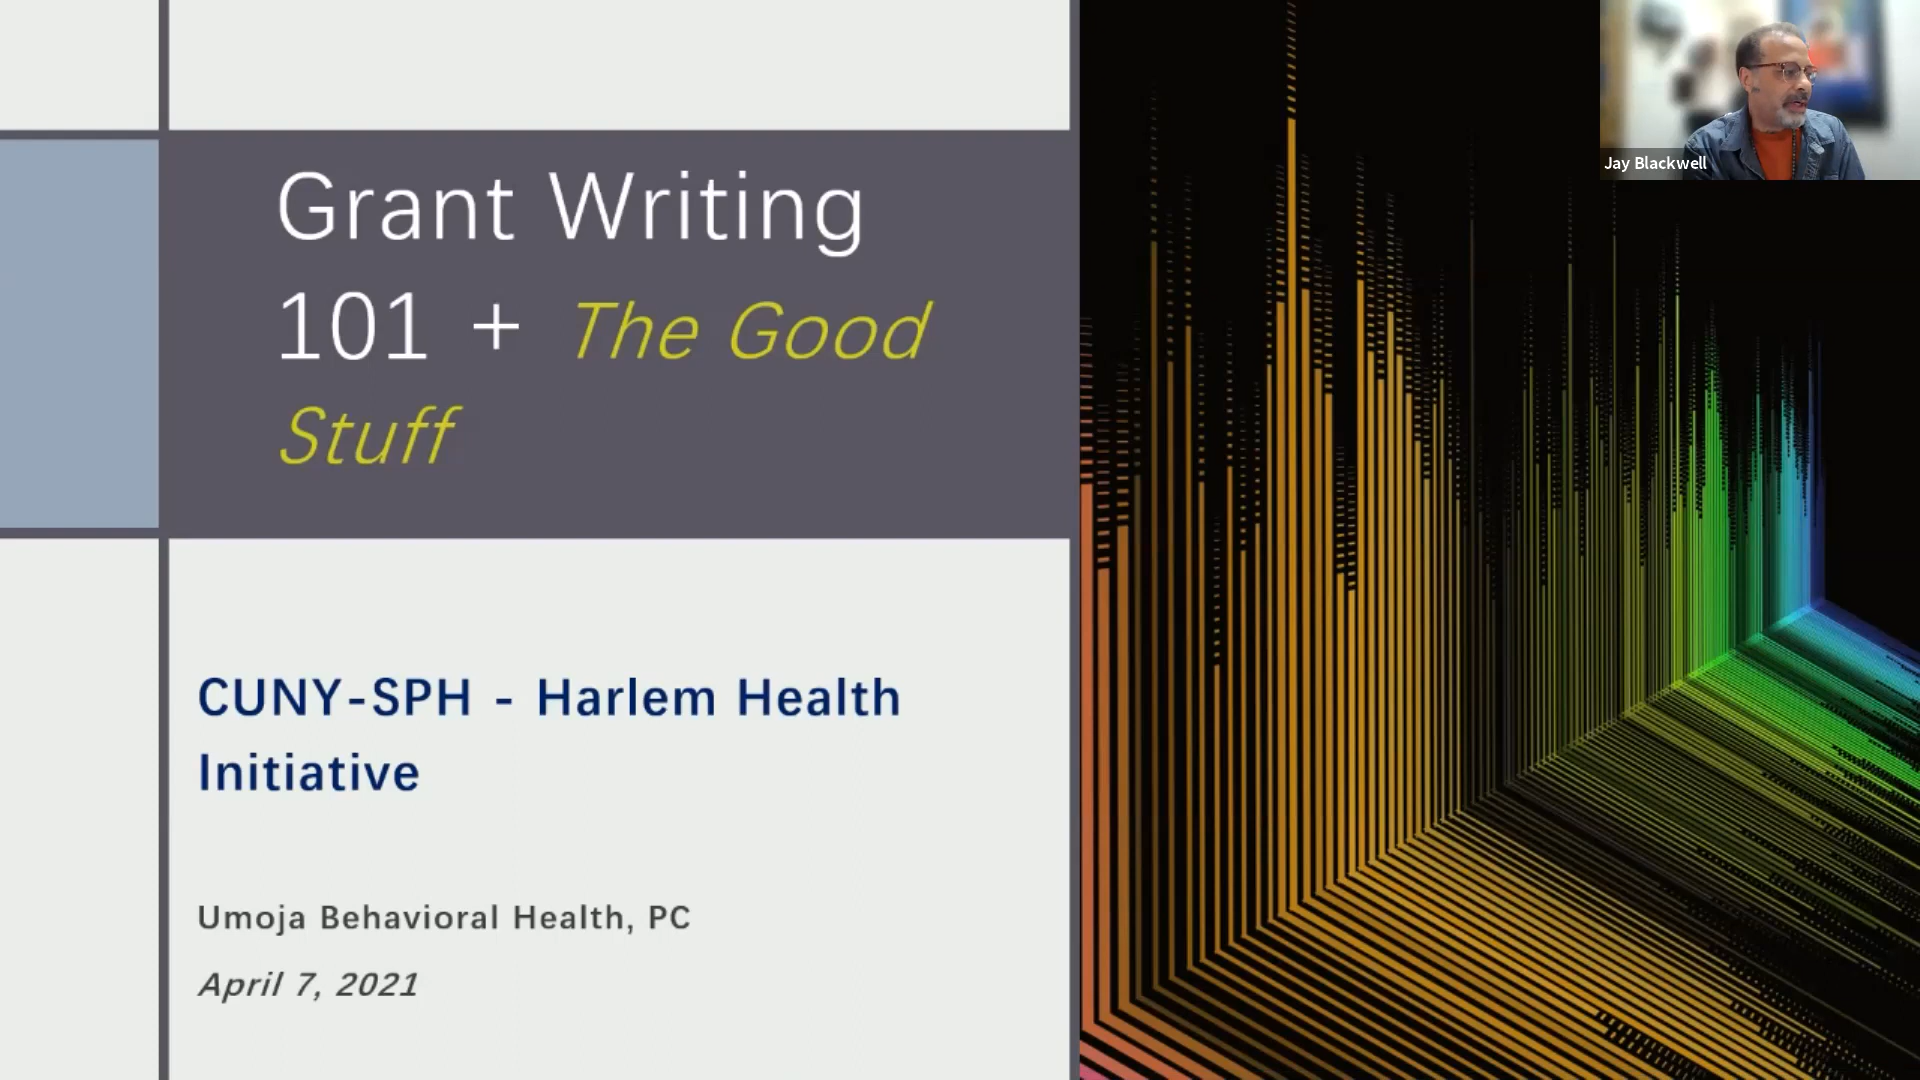 Grant Writing
101 + The Good
Stuff
CUNY-SPH - Harlem Health
Initiative
Umoja Behavioral Health, PC
April 7, 2021
Jay Blackwell